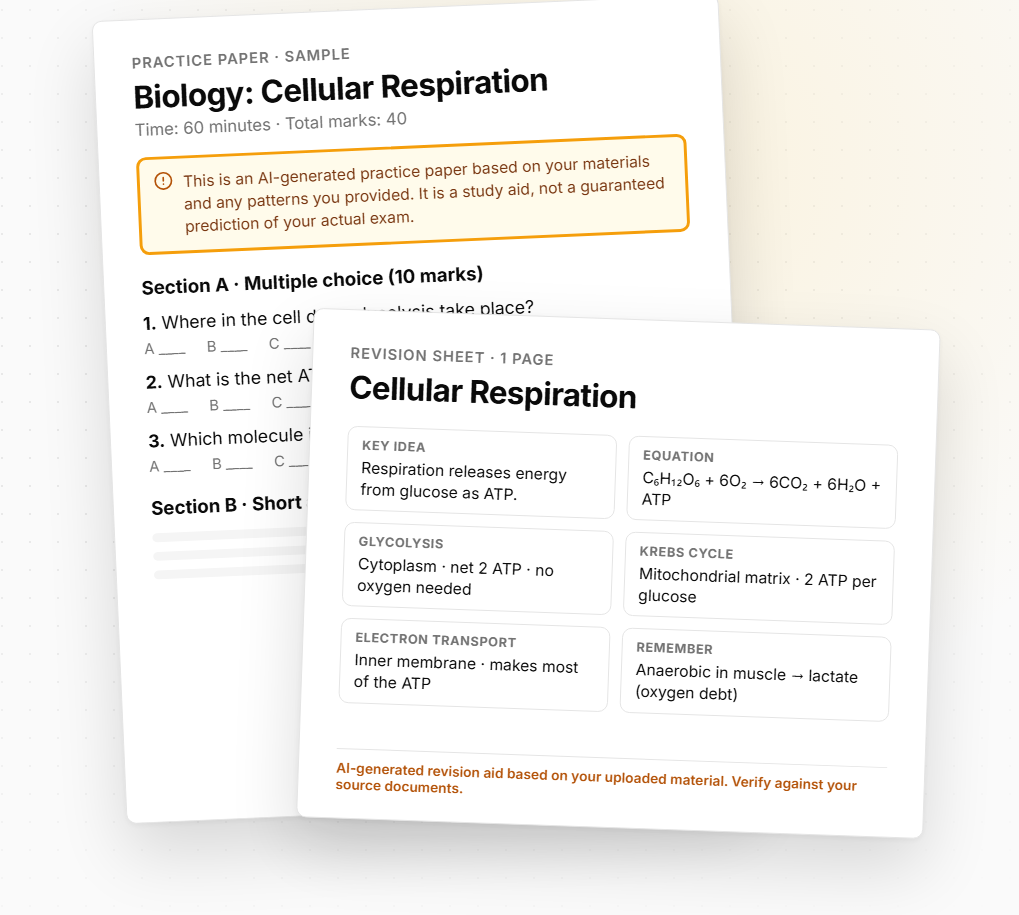 PRACTICE PAPER · SAMPLE
Biology: Cellular Respiration
Time: 60 minutes · Total marks: 40
This is an AI-generated practice paper based on your materials
and any patterns you provided. It is a study aid, not a guaranteed
prediction of your actual exam.
Section A · Multiple choice (10 marks)
1. Where in the cell take place?
A ___ B ___ C ___
2. What is the net
A ___ B ___ C ___
3. Which molecule
A ___ B ___ C ___
Section B · Short
REVISION SHEET · 1 PAGE
Cellular Respiration
KEY IDEA
Respiration releases energy
from glucose as ATP.
EQUATION
C₆H₁₂O₆ + 6O₂ → 6CO₂ + 6H₂O +
ATP
GLYCOLYSIS
Cytoplasm · net 2 ATP · no
oxygen needed
KREBS CYCLE
Mitochondrial matrix · 2 ATP per
glucose
ELECTRON TRANSPORT
Inner membrane · makes most
of the ATP
REMEMBER
Anaerobic in muscle → lactate
(oxygen debt)
AI-generated revision aid based on your uploaded material. Verify against your
source documents.